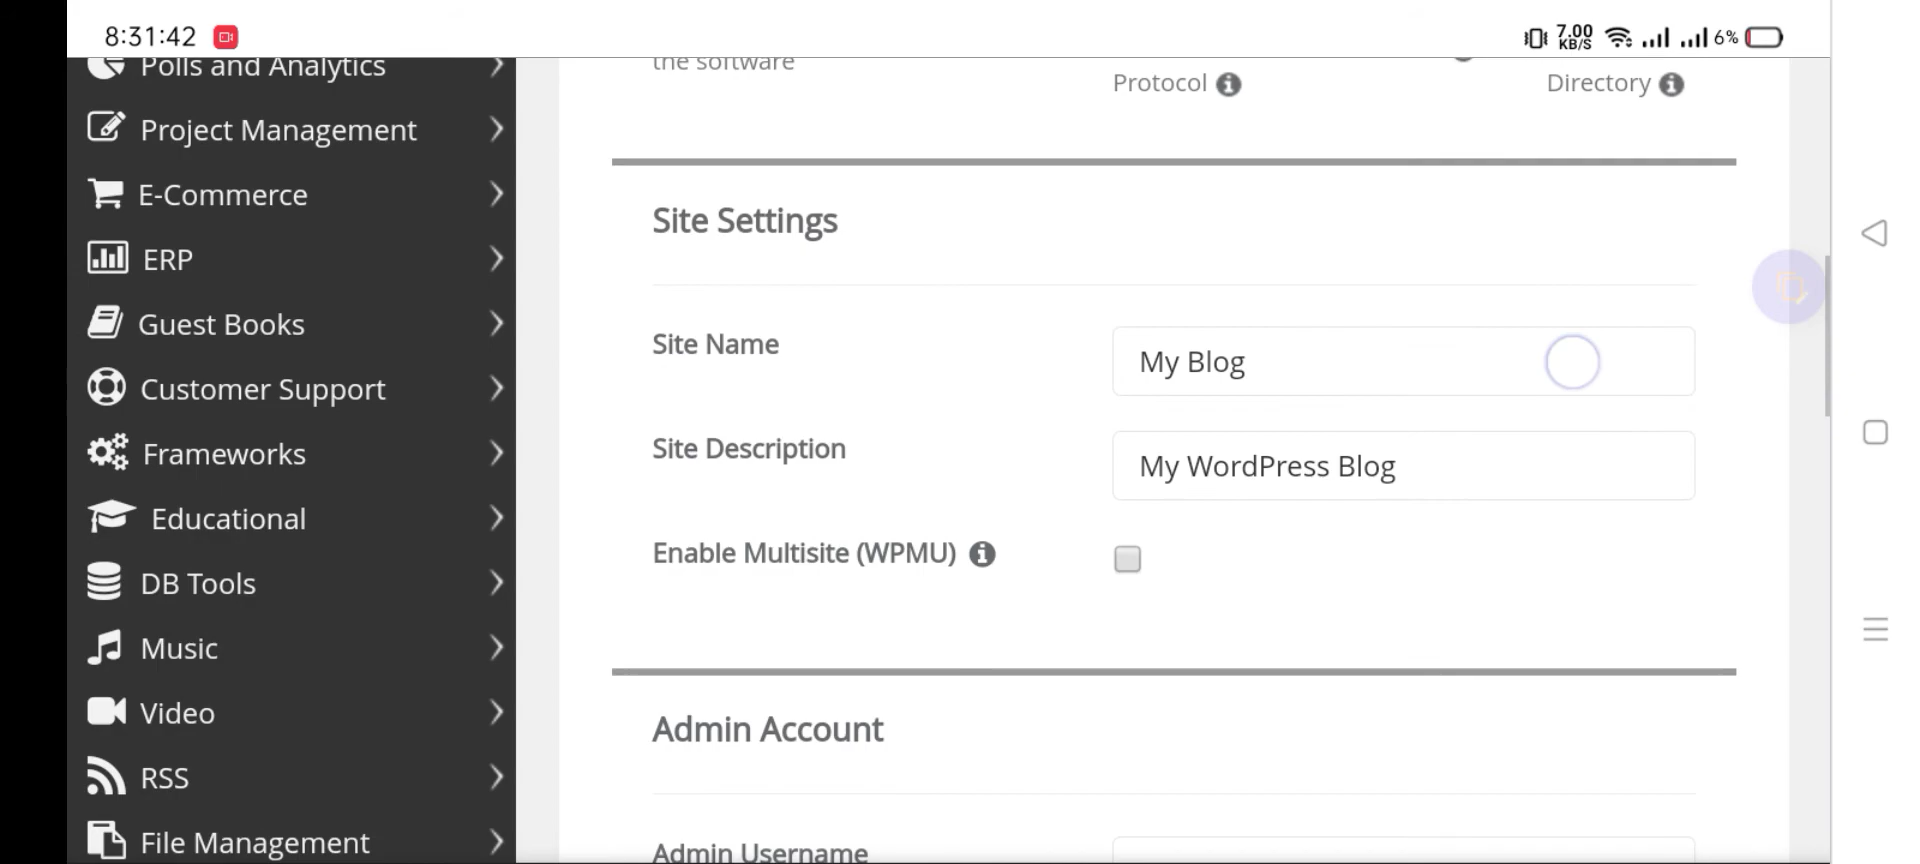 8:31:42
7.00
KB/S
6%
Polls and Analytics
Project Management
E-Commerce
ERP
Guest Books
Customer Support
Frameworks
Educational
DB Tools
Music
Video
RSS
File Management
the software
Protocol
Directory
Site Settings
Site Name
My Blog
Site Description
My WordPress Blog
Enable Multisite (WPMU)
Admin Account
Admin Username